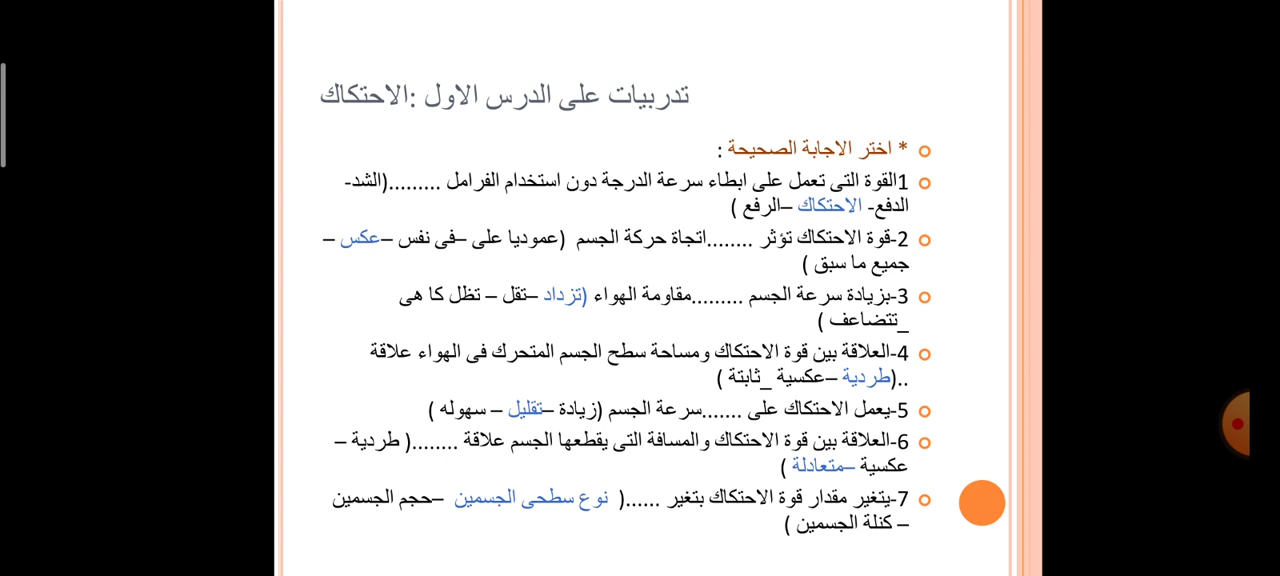 تدربيات على الدرس الاول :الاحتكاك
* اختر الاجابة الصحيحة :
1القوة التى تعمل على ابطاء سرعة الدرجة دون استخدام الفرامل .........(الشد-
الدفع- الاحتكاك –الرفع )
2-قوة الاحتكاك تؤثر ........اتجاة حركة الجسم (عموديا على –فى نفس –عكس –
جميع ما سبق )
3-بزيادة سرعة الجسم .........مقاومة الهواء (تزداد –تقل – تظل كا هى
_تتضاعف )
4-العلاقة بين قوة الاحتكاك ومساحة سطح الجسم المتحرك فى الهواء علاقة
..(طردية –عكسية _ثابتة )
5-يعمل الاحتكاك على .......سرعة الجسم (زيادة –تقليل – سهوله )
6-العلاقة بين قوة الاحتكاك والمسافة التى يقطعها الجسم علاقة ........( طردية –
عكسية –متعادلة )
7-يتغير مقدار قوة الاحتكاك بتغير ......( نوع سطحى الجسمين –حجم الجسمين
– كنلة الجسمين )